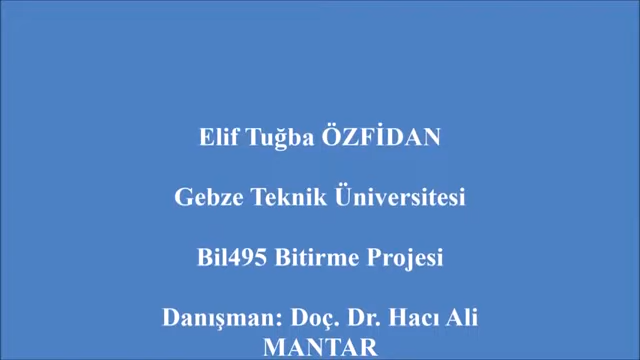 Elif Tuğba ÖZFİDAN
Gebze Teknik Üniversitesi
Bil495 Bitirme Projesi
Danışman: Doç. Dr. Hacı Ali
MANTAR